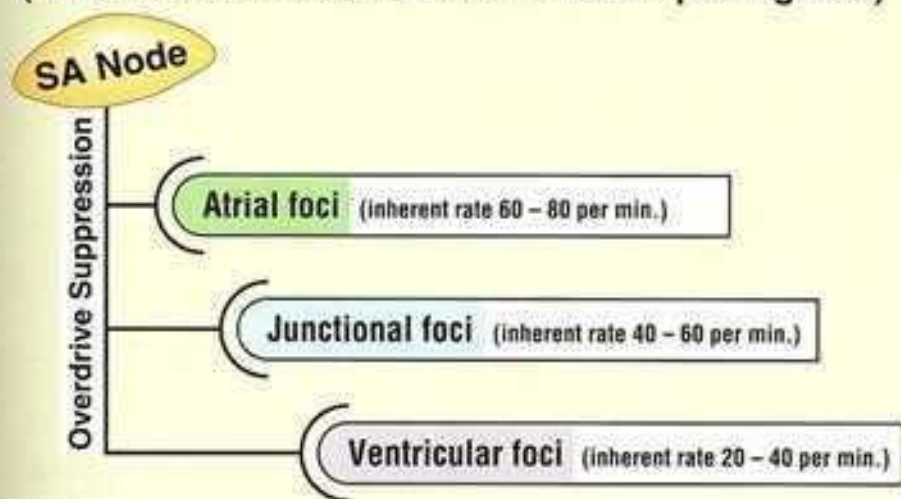 SA Node
Overdrive Suppression
Atrial foci (inherent rate 60 – 80 per min.)
Junctional foci (inherent rate 40 – 60 per min.)
Ventricular foci (inherent rate 20 – 40 per min.)